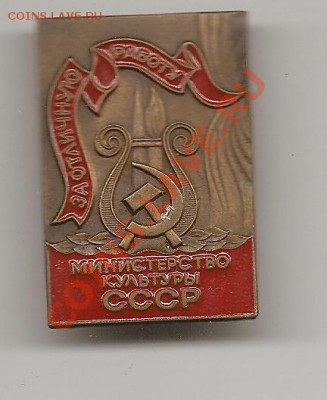 COINS.LAVE.RU
ЗА ОТЛИЧНУЮ
РАБОТУ
МИНИСТЕРСТВО
КУЛЬТУРЫ
СССР